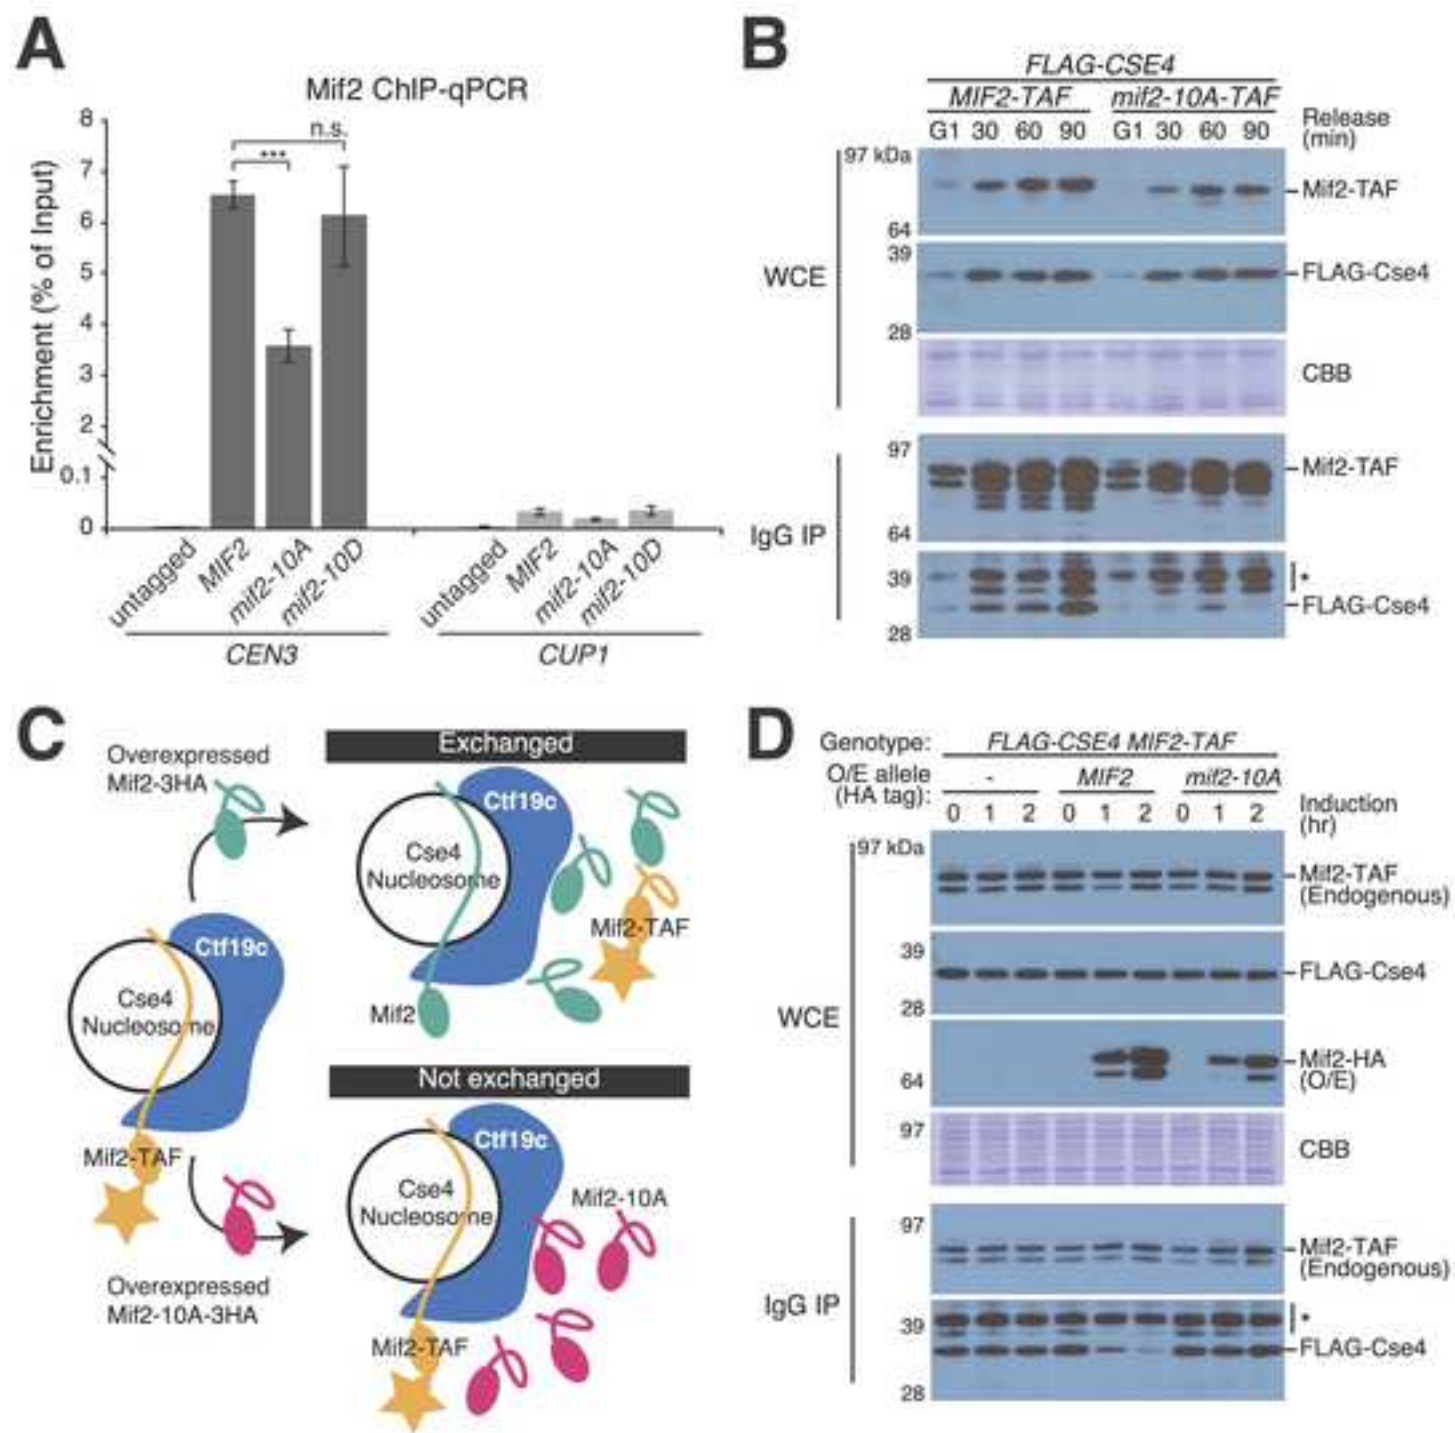 A
Mif2 ChIP-qPCR
Enrichment (% of Input)
8
7
6
5
4
3
2
0.1
0
***
n.s.
untagged
MIF2
mif2-10A
mif2-10D
untagged
MIF2
mif2-10A
mif2-10D
CEN3
CUP1
B
FLAG-CSE4
MIF2-TAF mif2-10A-TAF
G1 30 60 90 G1 30 60 90
Release
(min)
97 kDa
Mif2-TAF
64
39
WCE
FLAG-Cse4
28
CBB
97
Mif2-TAF
64
IgG IP
39
*
FLAG-Cse4
28
C
Overexpressed
Mif2-3HA
Exchanged
Ctf19c
Cse4
Nucleosome
Mif2-TAF
Mif2
Ctf19c
Cse4
Nucleosome
Mif2-TAF
Not exchanged
Ctf19c
Cse4
Nucleosome
Mif2-10A
Mif2-TAF
Overexpressed
Mif2-10A-3HA
D
Genotype: FLAG-CSE4 MIF2-TAF
O/E allele
(HA tag):
- MIF2 mif2-10A
0 1 2 0 1 2 0 1 2
Induction
(hr)
97 kDa
Mif2-TAF
(Endogenous)
39
FLAG-Cse4
28
WCE
Mif2-HA
(O/E)
64
97
CBB
97
Mif2-TAF
(Endogenous)
IgG IP
39
*
FLAG-Cse4
28